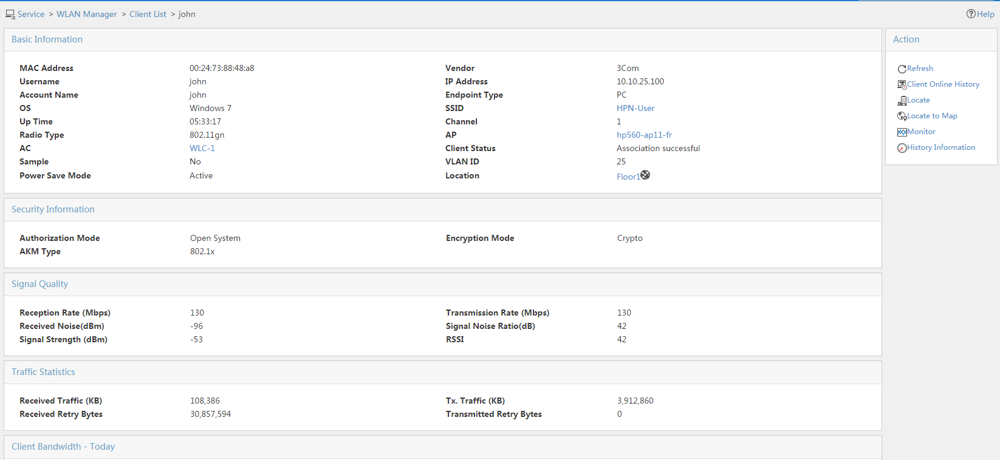 Service > WLAN Manager > Client List > john
Help
Basic Information
MAC Address 00:24:73:88:48:a8 Vendor 3Com
Username john IP Address 10.10.25.100
Account Name john Endpoint Type PC
OS Windows 7 SSID HPN-User
Up Time 05:33:17 Channel 1
Radio Type 802.11gn AP hp560-ap11-fr
AC WLC-1 Client Status Association successful
Sample No VLAN ID 25
Power Save Mode Active Location Floor1
Security Information
Authorization Mode Open System Encryption Mode Crypto
AKM Type 802.1x
Signal Quality
Reception Rate (Mbps) 130 Transmission Rate (Mbps) 130
Received Noise(dBm) -96 Signal Noise Ratio(dB) 42
Signal Strength (dBm) -53 RSSI 42
Traffic Statistics
Received Traffic (KB) 108,386 Tx. Traffic (KB) 3,912,860
Received Retry Bytes 30,857,594 Transmitted Retry Bytes 0
Client Bandwidth - Today
Action
Refresh
Client Online History
Locate
Locate to Map
Monitor
History Information